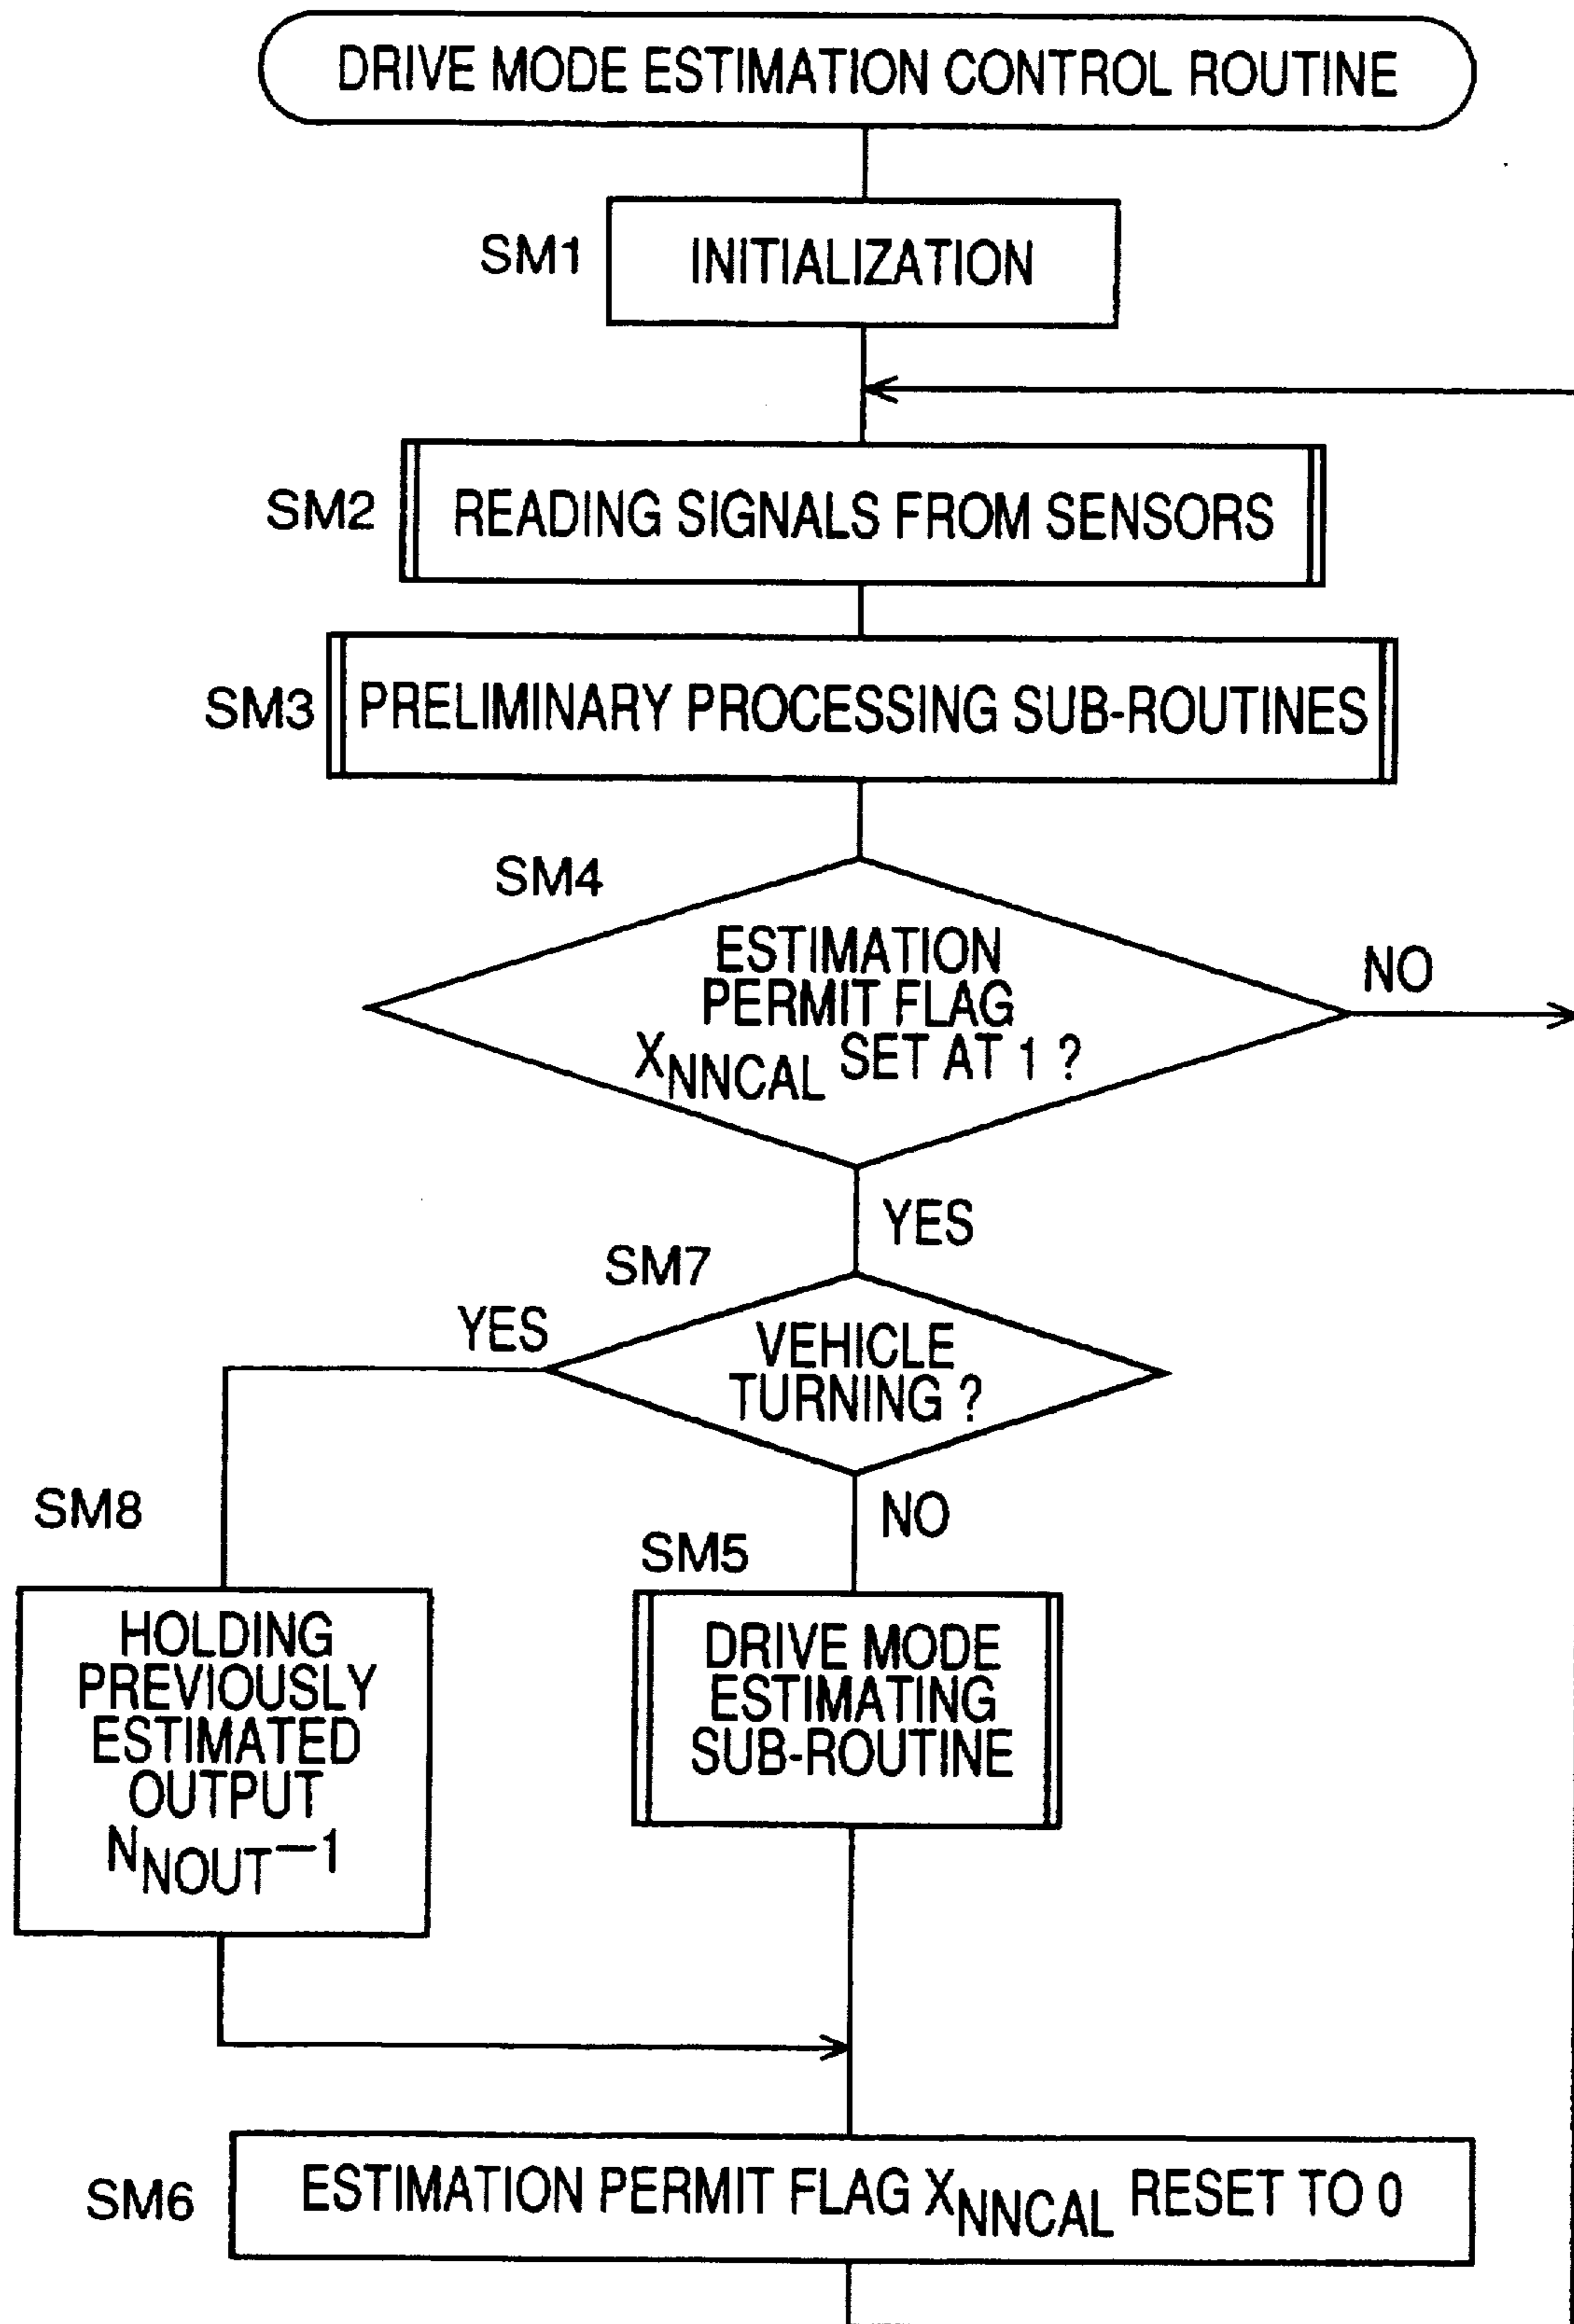 DRIVE MODE ESTIMATION CONTROL ROUTINE
SM1
INITIALIZATION
SM2
READING SIGNALS FROM SENSORS
SM3
PRELIMINARY PROCESSING SUB-ROUTINES
SM4
ESTIMATION
PERMIT FLAG
XNNCAL SET AT 1 ?
NO
YES
SM7
YES
VEHICLE
TURNING ?
NO
SM8
HOLDING
PREVIOUSLY
ESTIMATED
OUTPUT
NNOUT−1
SM5
DRIVE MODE
ESTIMATING
SUB-ROUTINE
SM6
ESTIMATION PERMIT FLAG XNNCAL RESET TO 0